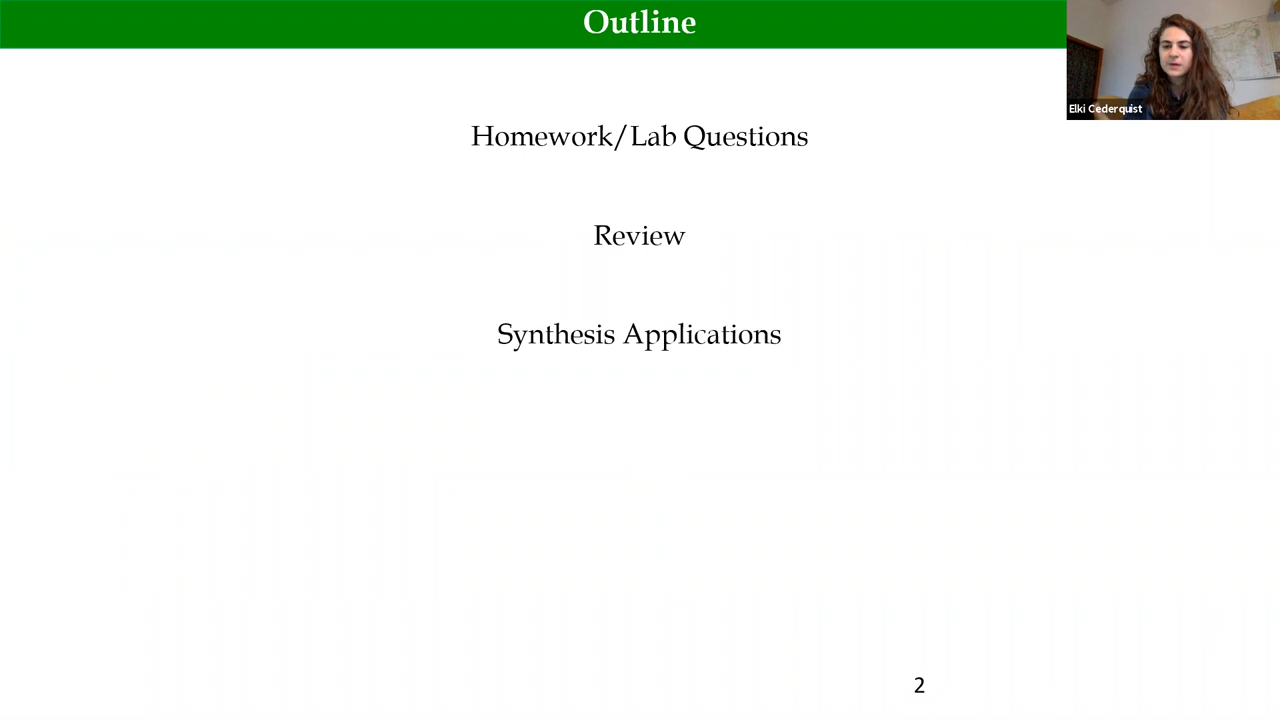 Outline
Elki Cederquist
Homework/Lab Questions
Review
Synthesis Applications
2